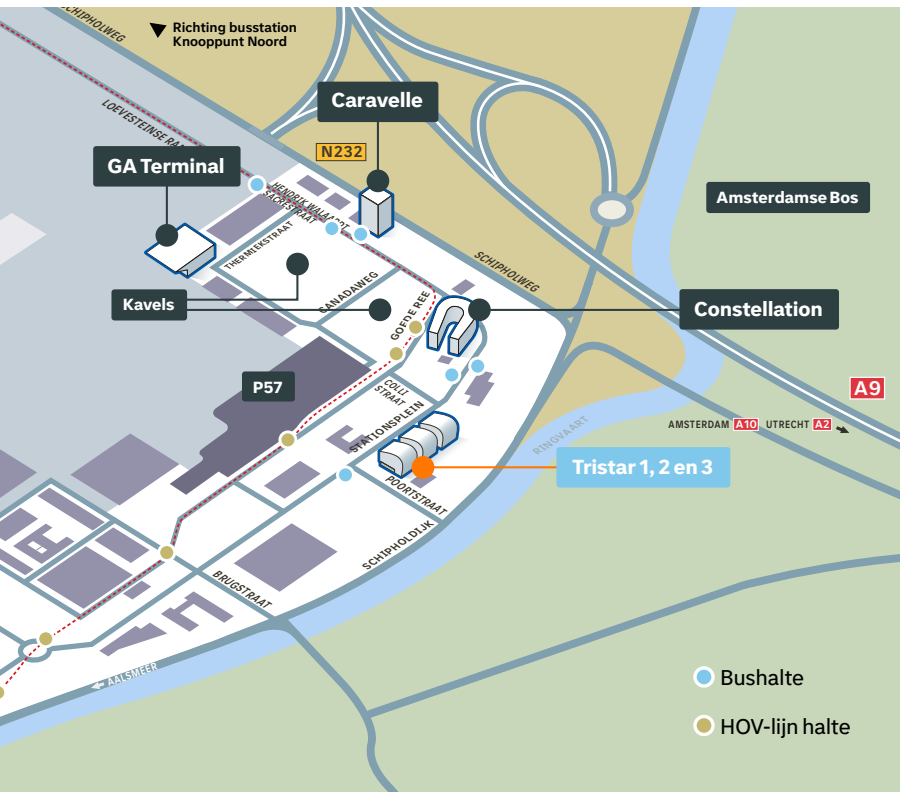 SCHIPHOLWEG
Richting busstation
Knooppunt Noord
Caravelle
LOEVESTEINSE RA
N232
GA Terminal
HENDRIK WALAARDT
SACRESTRAAT
Amsterdamse Bos
THERMIEKSTRAAT
SCHIPHOLWEG
CANADAWEG
Kavels
GOEDE REE
Constellation
P57
COLLI
STRAAT
A9
STATIONSPLEIN
AMSTERDAM A10 UTRECHT A2
RINGVAART
Tristar 1, 2 en 3
POORTSTRAAT
SCHIPHOLDIJK
BRUGSTRAAT
AALSMEER
Bushalte
HOV-lijn halte